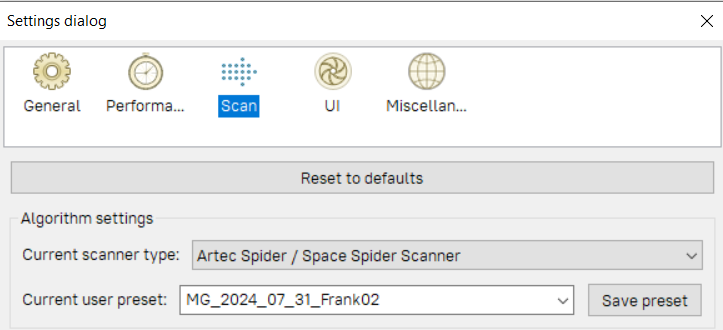 Settings dialog
General Performa... Scan UI Miscellan...
Reset to defaults
Algorithm settings
Current scanner type: Artec Spider / Space Spider Scanner
Current user preset: MG_2024_07_31_Frank02 Save preset